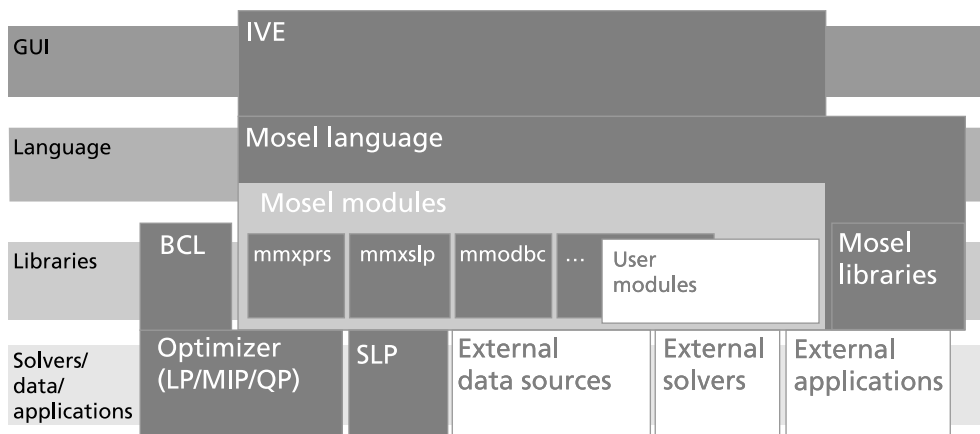 IVE
GUI
Mosel language
Language
Mosel modules
BCL
mmxprs
mmxslp
mmodbc
...
User
modules
Mosel
libraries
Libraries
Optimizer
(LP/MIP/QP)
SLP
External
data sources
External
solvers
External
applications
Solvers/
data/
applications